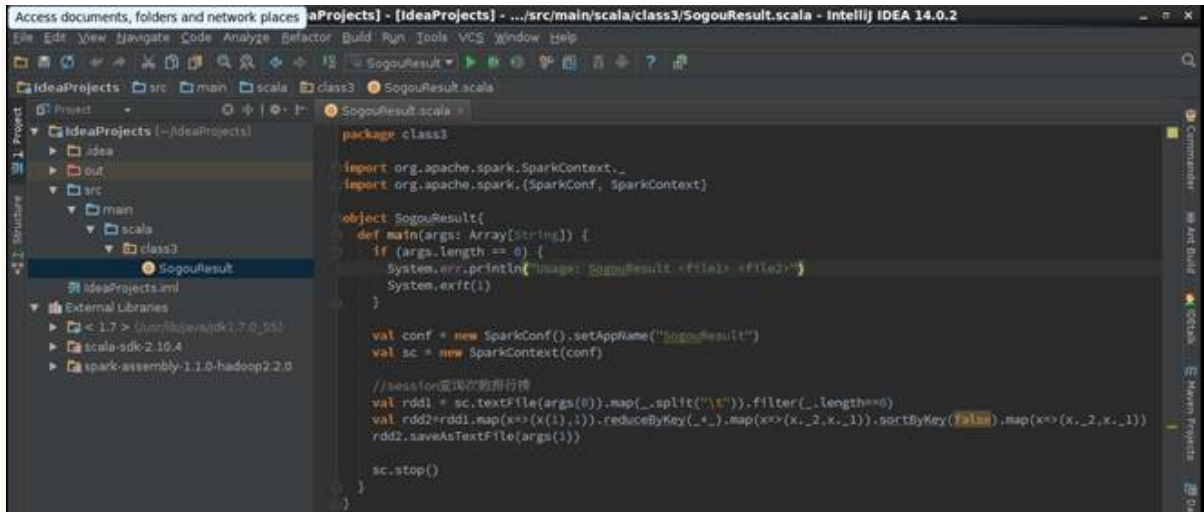 Access documents, folders and network places
aProjects] - [IdeaProjects] - .../src/main/scala/class3/SogouResult.scala - IntelliJ IDEA 14.0.2
File Edit View Navigate Code Analyze Refactor Build Run Tools VCS Window Help
SogouResult
IdeaProjects src main scala class3 SogouResult.scala
Project
SogouResult.scala
1: Project
Structure
IdeaProjects (~/IdeaProjects)
.idea
out
src
main
scala
class3
SogouResult
IdeaProjects.iml
External Libraries
< 1.7 > (/usr/lib/java/jdk1.7.0_55)
scala-sdk-2.10.4
spark-assembly-1.1.0-hadoop2.2.0
package class3
import org.apache.spark.SparkContext._
import org.apache.spark.{SparkConf, SparkContext}
object SogouResult{
def main(args: Array[String]) {
if (args.length == 0) {
System.err.println("Usage: SogouResult <file1> <file2>")
System.exit(1)
}
val conf = new SparkConf().setAppName("SogouResult")
val sc = new SparkContext(conf)
//session查询次数排行榜
val rdd1 = sc.textFile(args(0)).map(_.split("\t")).filter(_.length==6)
val rdd2=rdd1.map(x=>(x(1),1)).reduceByKey(_+_).map(x=>(x._2,x._1)).sortByKey(false).map(x=>(x._2,x._1))
rdd2.saveAsTextFile(args(1))
sc.stop()
}
}
Commander
Ant Build
Maven Projects